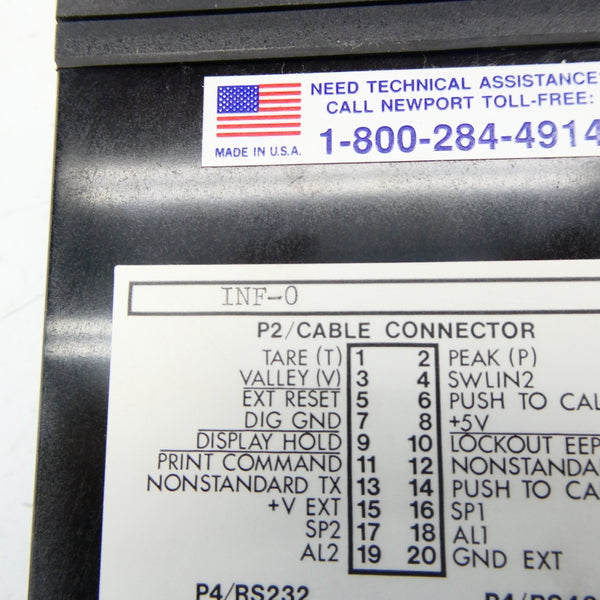 NEED TECHNICAL ASSISTANCE?
CALL NEWPORT TOLL-FREE:
MADE IN U.S.A. 1-800-284-4914
INF-0
P2/CABLE CONNECTOR
TARE (T) 1 2 PEAK (P)
VALLEY (V) 3 4 SWLIN2
EXT RESET 5 6 PUSH TO CAL
DIG GND 7 8 +5V
DISPLAY HOLD 9 10 LOCKOUT EEP
PRINT COMMAND 11 12 NONSTANDA
NONSTANDARD TX 13 14 PUSH TO CA
+V EXT 15 16 SP1
SP2 17 18 AL1
AL2 19 20 GND EXT
P4/RS232